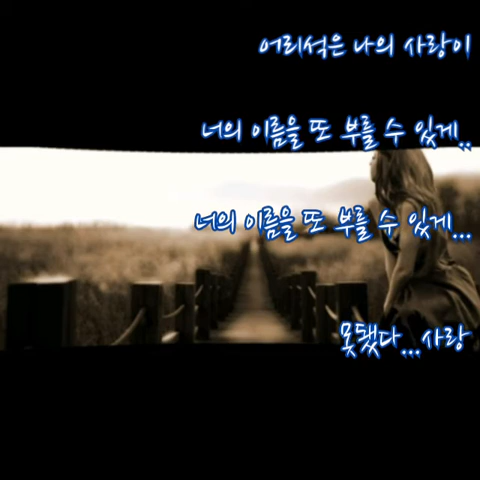 어리석은 나의 사랑이
너의 이름을 또 부를 수 있게..
너의 이름을 또 부를 수 있게...
못됐다...사랑